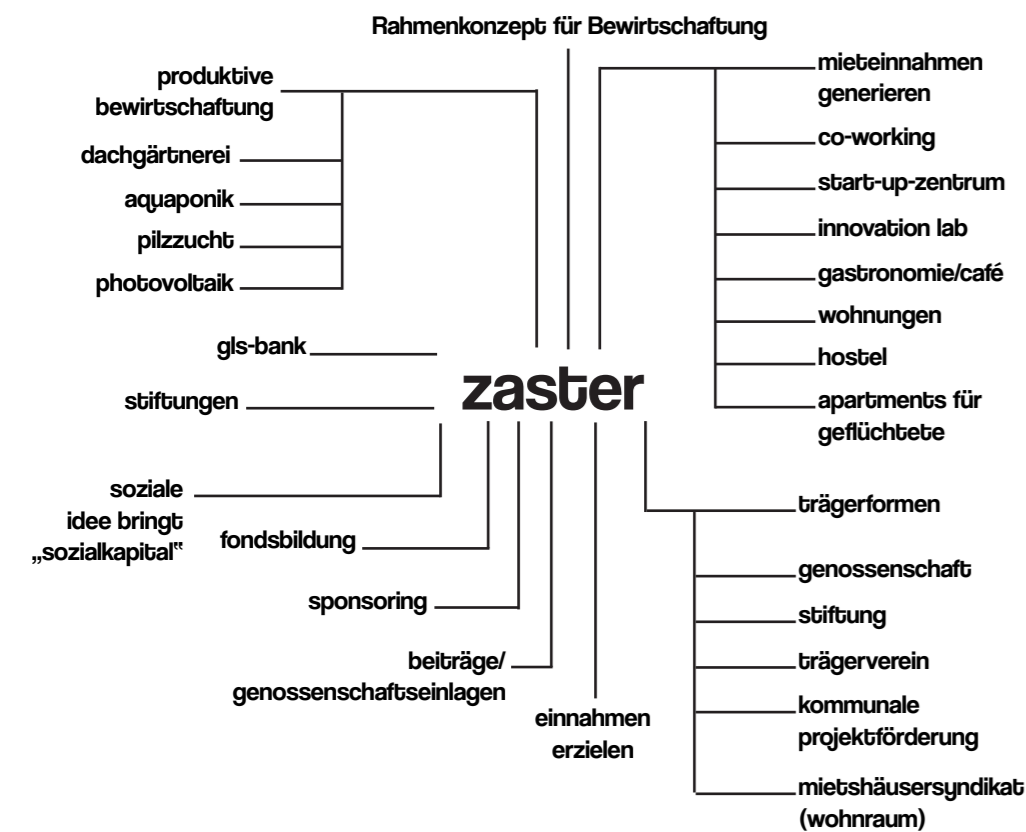 Rahmenkonzept für Bewirtschaftung
produktive
bewirtschaftung
dachgärtnerei
aquaponik
pilzzucht
photovoltaik
gls-bank
stiftungen
soziale
idee bringt
„sozialkapital“
fondsbildung
sponsoring
beiträge/
genossenschaftseinlagen
einnahmen
erzielen
zaster
mieteinnahmen
generieren
co-working
start-up-zentrum
innovation lab
gastronomie/café
wohnungen
hostel
apartments für
geflüchtete
trägerformen
genossenschaft
stiftung
trägerverein
kommunale
projektförderung
mietshäusersyndikat
(wohnraum)